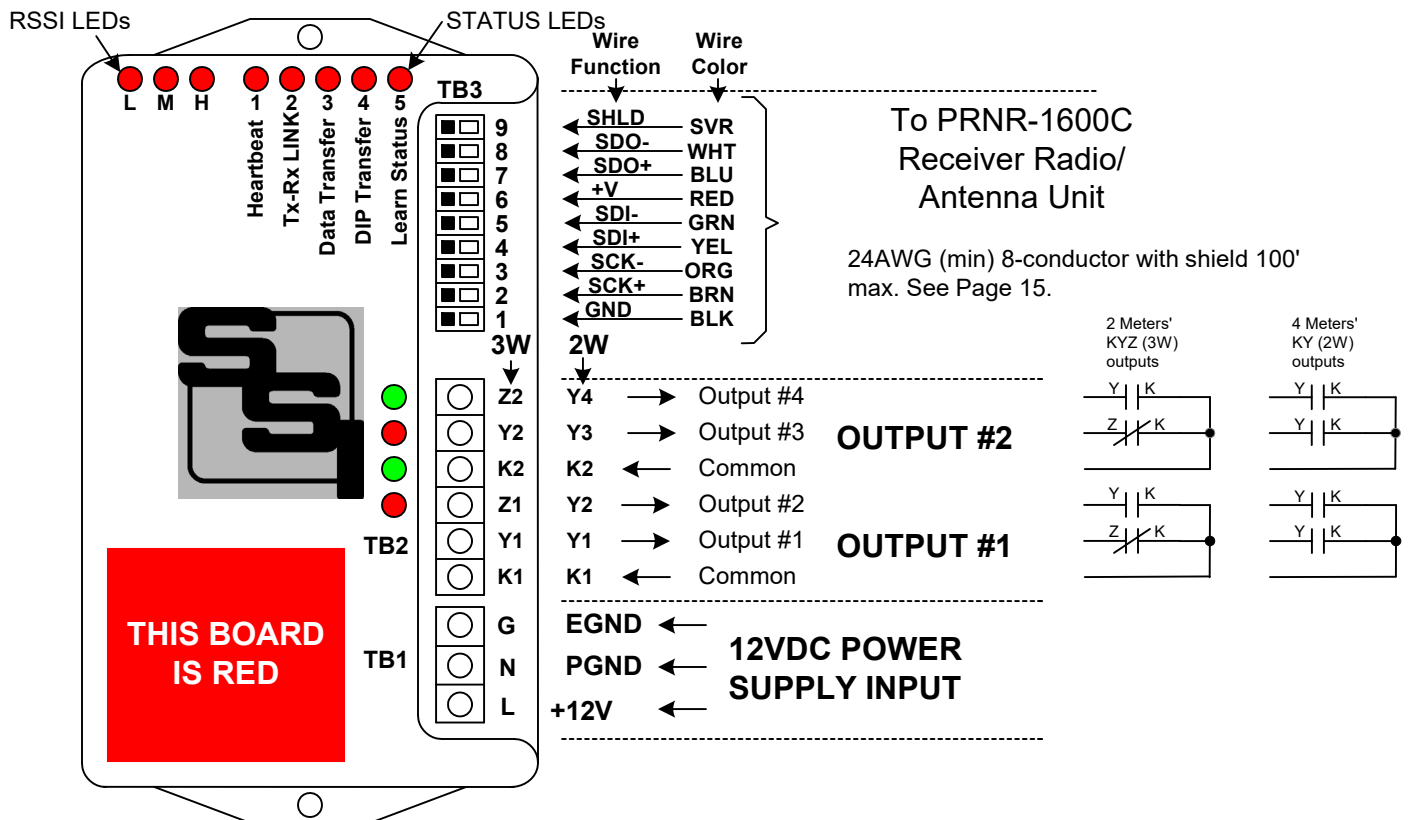 RSSI LEDs
STATUS LEDs
L M H 1 2 3 4 5
Heartbeat
Tx-Rx LINK
Data Transfer
DIP Transfer
Learn Status
TB3
Wire Function
Wire Color
9 SHLD SVR
8 SDO- WHT
7 SDO+ BLU
6 +V RED
5 SDI- GRN
4 SDI+ YEL
3 SCK- ORG
2 SCK+ BRN
1 GND BLK
To PRNR-1600C
Receiver Radio/
Antenna Unit
24AWG (min) 8-conductor with shield 100'
max. See Page 15.
SSI
3W 2W
Z2 Y4 Output #4
Y2 Y3 Output #3
K2 K2 Common
OUTPUT #2
Z1 Y2 Output #2
Y1 Y1 Output #1
K1 K1 Common
OUTPUT #1
TB2
2 Meters'
KYZ (3W)
outputs
Y K
Z K
Y K
Z K
4 Meters'
KY (2W)
outputs
Y K
Y K
Y K
Y K
THIS BOARD
IS RED
TB1
G EGND
N PGND
L +12V
12VDC POWER
SUPPLY INPUT